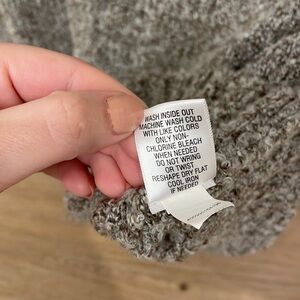 WASH INSIDE OUT
MACHINE WASH COLD
WITH LIKE COLORS
ONLY NON-
CHLORINE BLEACH
WHEN NEEDED
DO NOT WRING
OR TWIST
RESHAPE DRY FLAT
COOL IRON
IF NEEDED